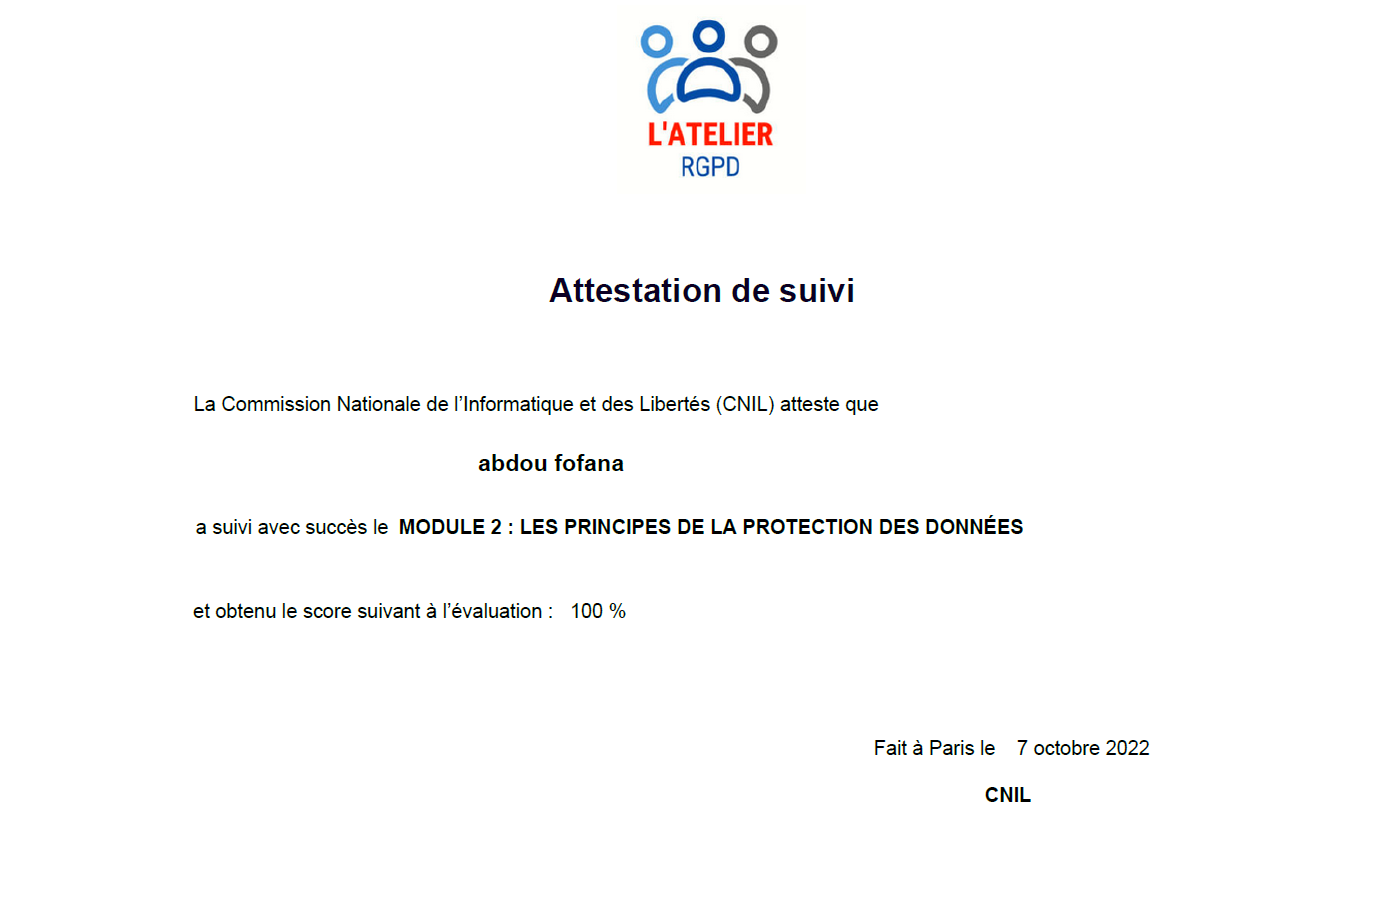 L'ATELIER
RGPD
Attestation de suivi
La Commission Nationale de l’Informatique et des Libertés (CNIL) atteste que
abdou fofana
a suivi avec succès le MODULE 2 : LES PRINCIPES DE LA PROTECTION DES DONNÉES
et obtenu le score suivant à l’évaluation : 100 %
Fait à Paris le 7 octobre 2022
CNIL